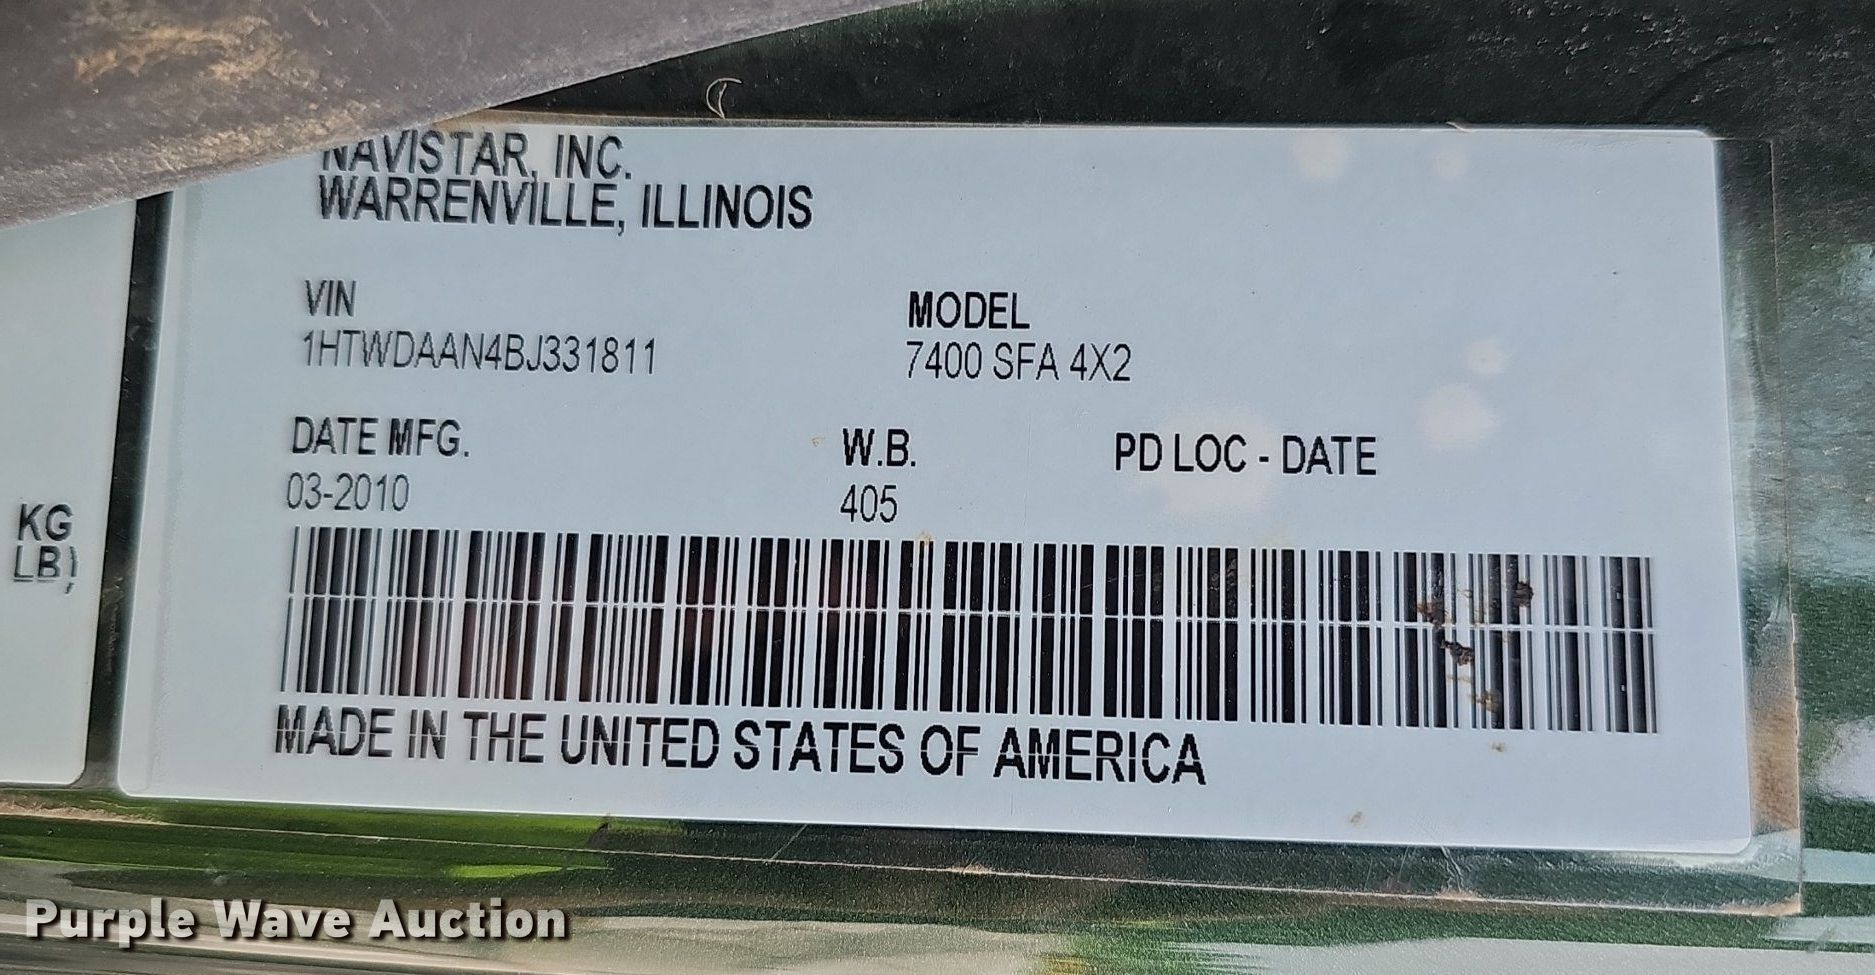 NAVISTAR, INC.
WARRENVILLE, ILLINOIS
VIN
1HTWDAAN4BJ331811
MODEL
7400 SFA 4X2
DATE MFG.
03-2010
W.B.
405
PD LOC - DATE
KG
LB)
MADE IN THE UNITED STATES OF AMERICA
Purple Wave Auction